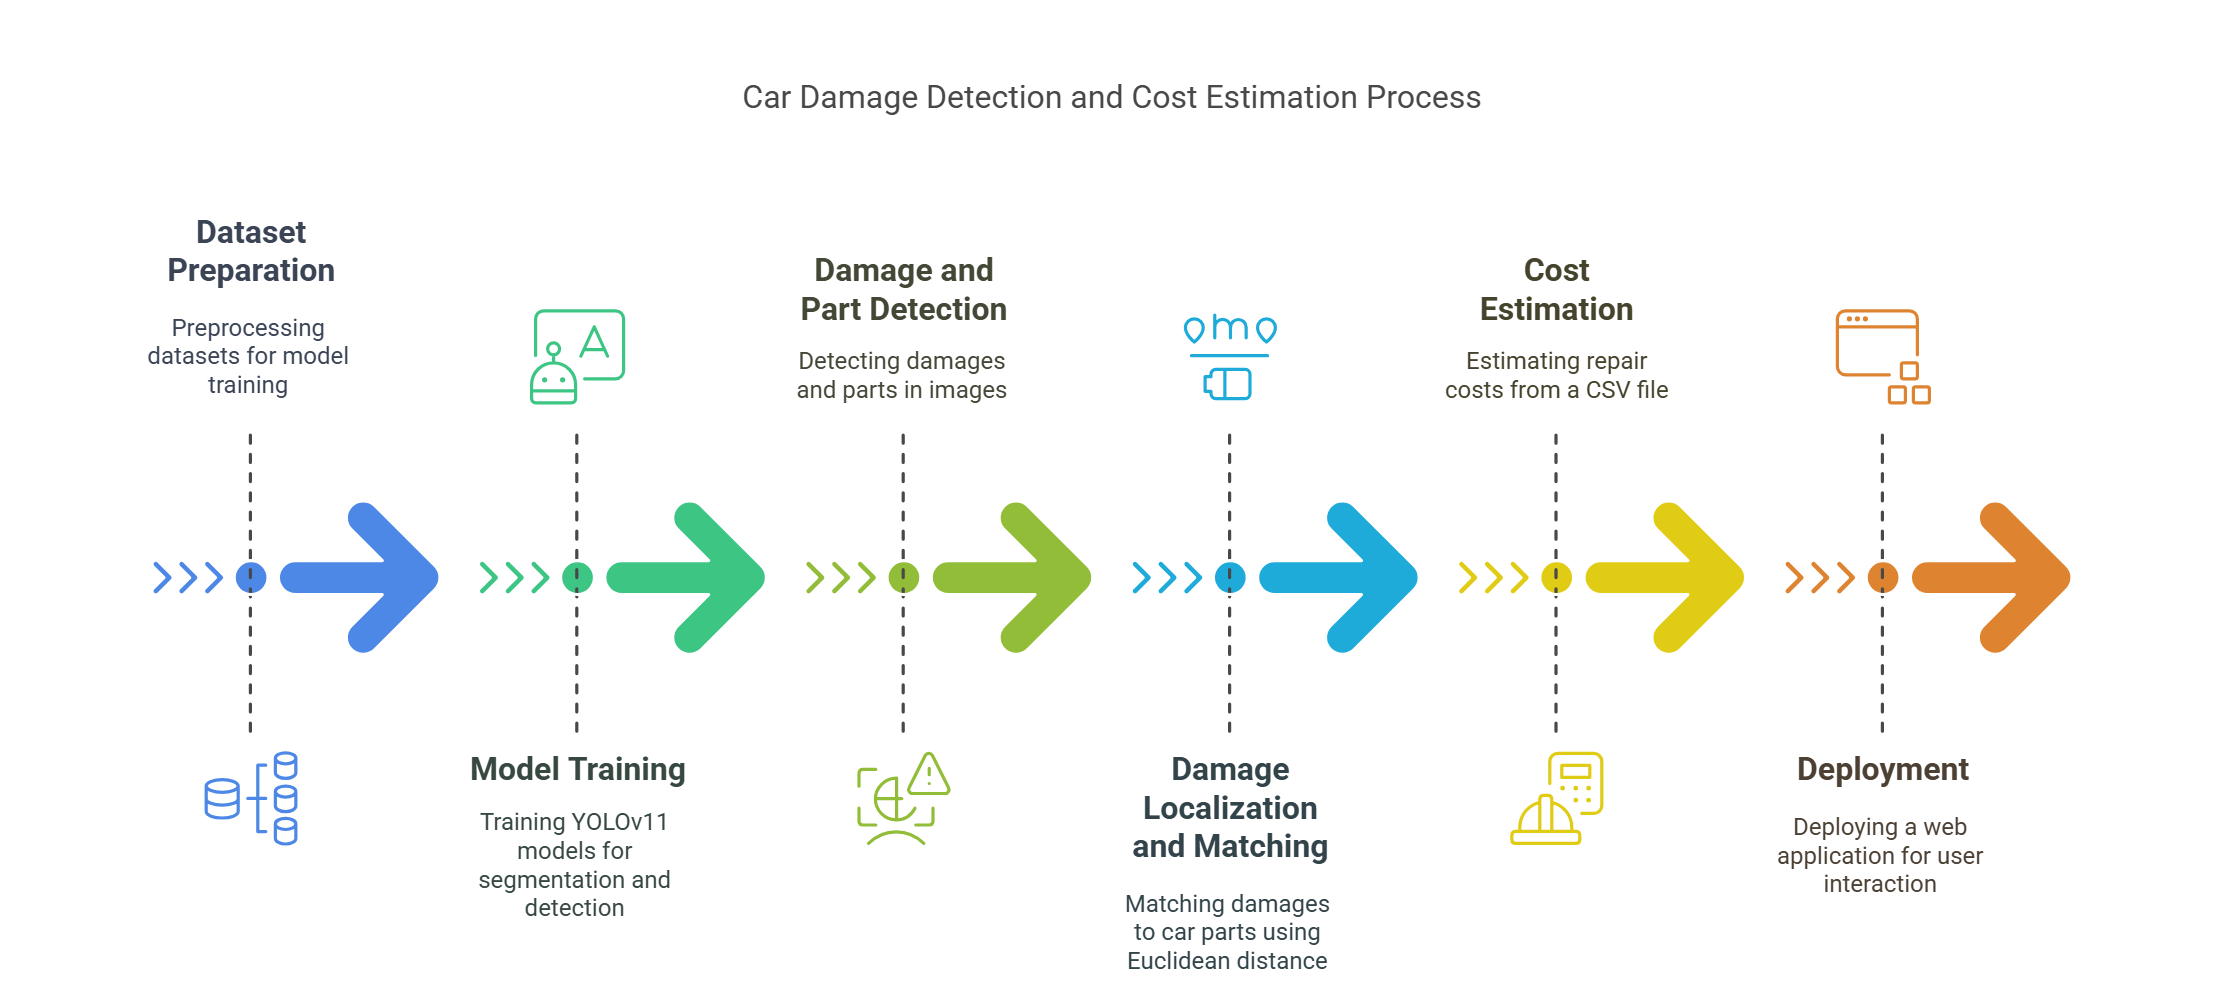 Car Damage Detection and Cost Estimation Process
Dataset
Preparation
Preprocessing
datasets for model
training
Model Training
Training YOLOv11
models for
segmentation and
detection
Damage and
Part Detection
Detecting damages
and parts in images
Damage
Localization
and Matching
Matching damages
to car parts using
Euclidean distance
Cost
Estimation
Estimating repair
costs from a CSV file
Deployment
Deploying a web
application for user
interaction